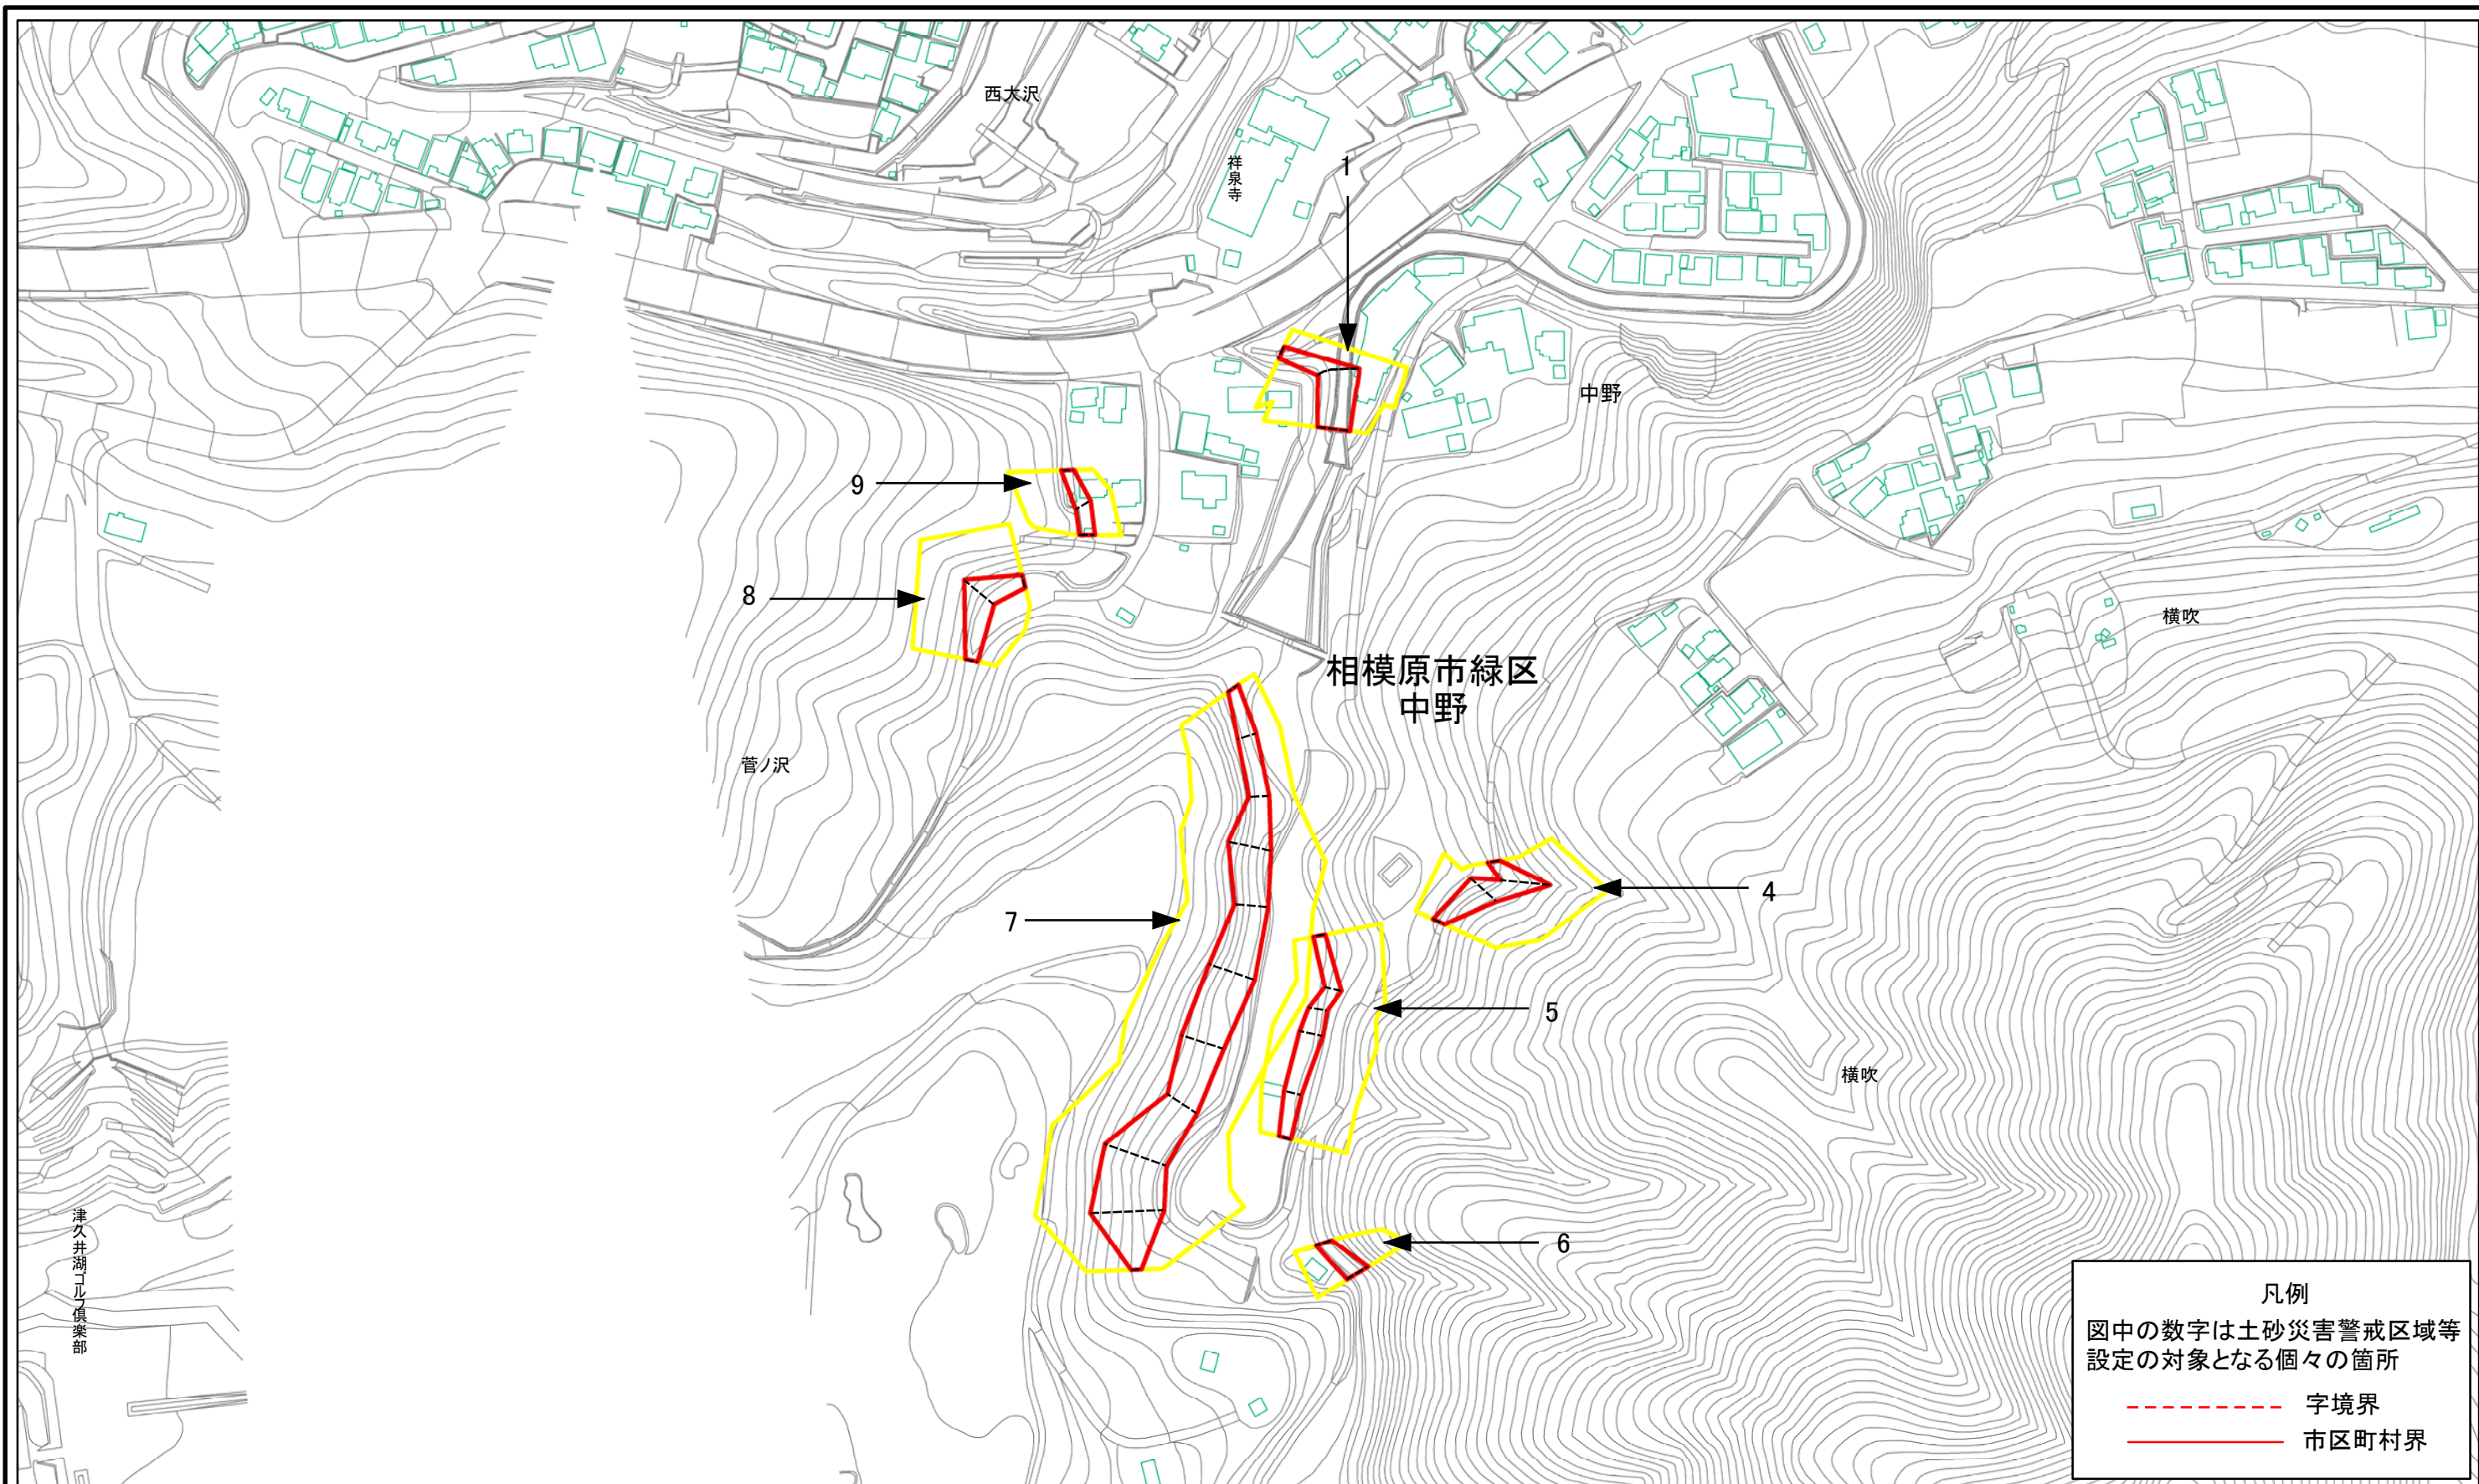 西大沢
祥泉寺
1
中野
9
8
横吹
相模原市緑区
中野
菅ノ沢
4
7
5
横吹
6
津久井湖ゴルフ倶楽部
凡例
図中の数字は土砂災害警戒区域等
設定の対象となる個々の箇所
字境界
市区町村界